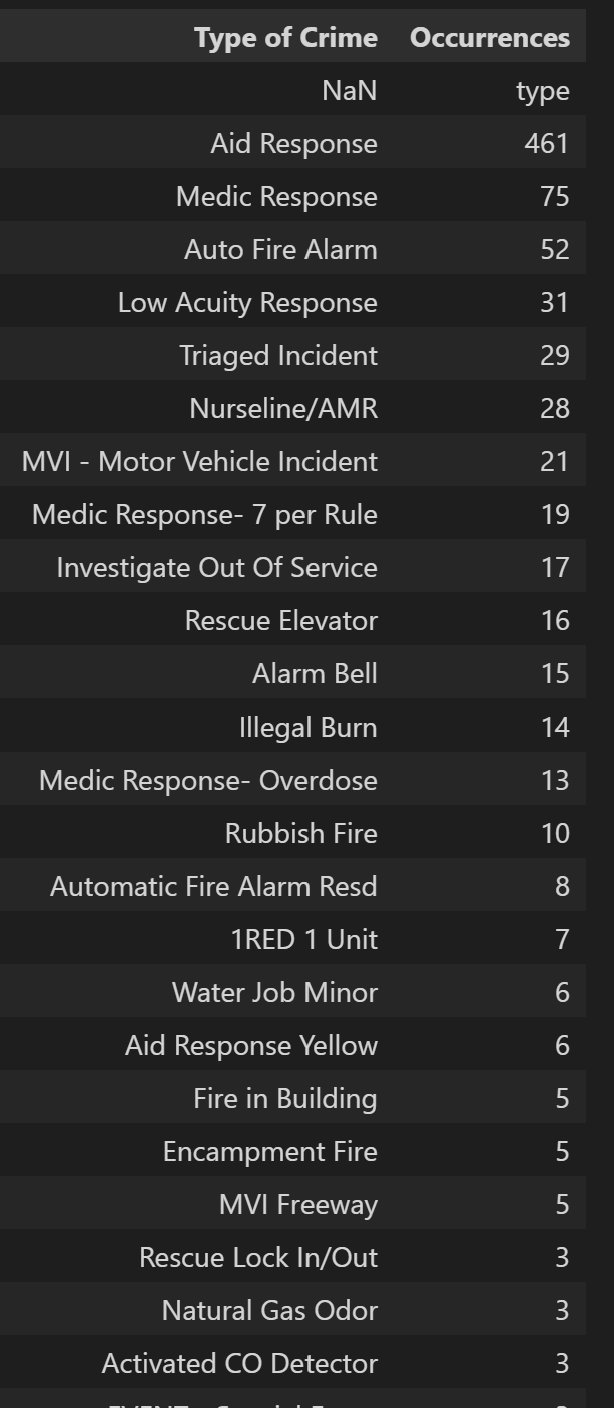 Type of Crime Occurrences
NaN type
Aid Response 461
Medic Response 75
Auto Fire Alarm 52
Low Acuity Response 31
Triaged Incident 29
Nurseline/AMR 28
MVI - Motor Vehicle Incident 21
Medic Response- 7 per Rule 19
Investigate Out Of Service 17
Rescue Elevator 16
Alarm Bell 15
Illegal Burn 14
Medic Response- Overdose 13
Rubbish Fire 10
Automatic Fire Alarm Resd 8
1RED 1 Unit 7
Water Job Minor 6
Aid Response Yellow 6
Fire in Building 5
Encampment Fire 5
MVI Freeway 5
Rescue Lock In/Out 3
Natural Gas Odor 3
Activated CO Detector 3